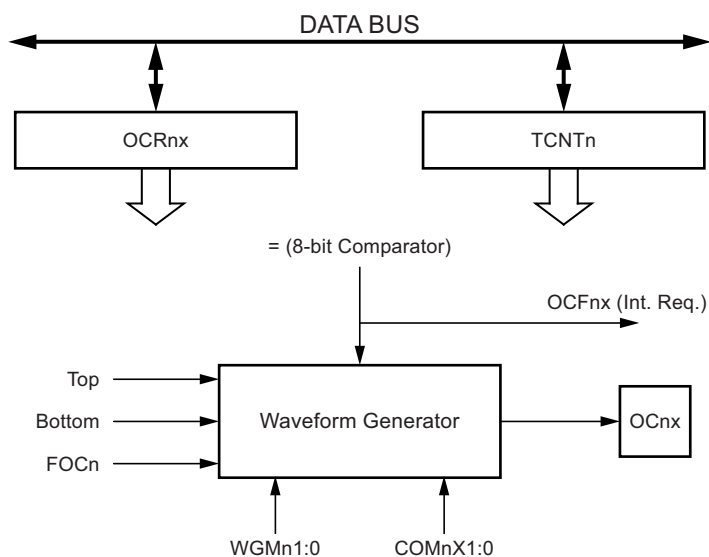 DATA BUS
OCRnx
TCNTn
= (8-bit Comparator)
OCFnx (Int. Req.)
Top
Bottom
FOCn
Waveform Generator
OCnx
WGMn1:0
COMnX1:0